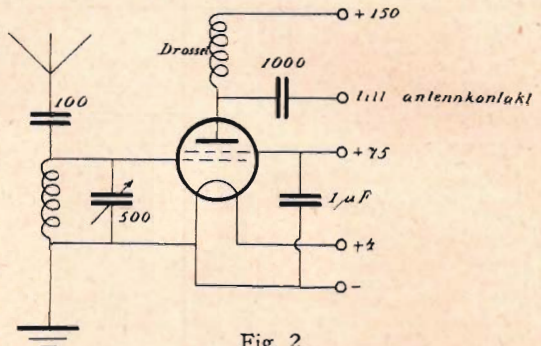 + 150
Drossel
1000
till antennkontakt
100
+ 75
500
1 µF
+ 4
-
Fig. 2